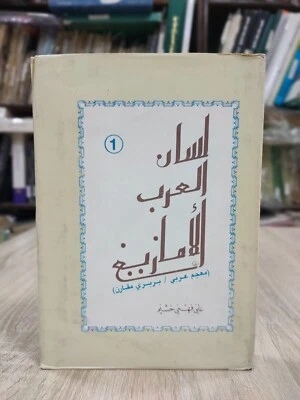 1
لسان
العرب
الأمازيغ
(معجم عربي / بربري مقارن)
علي فهمي خشيم